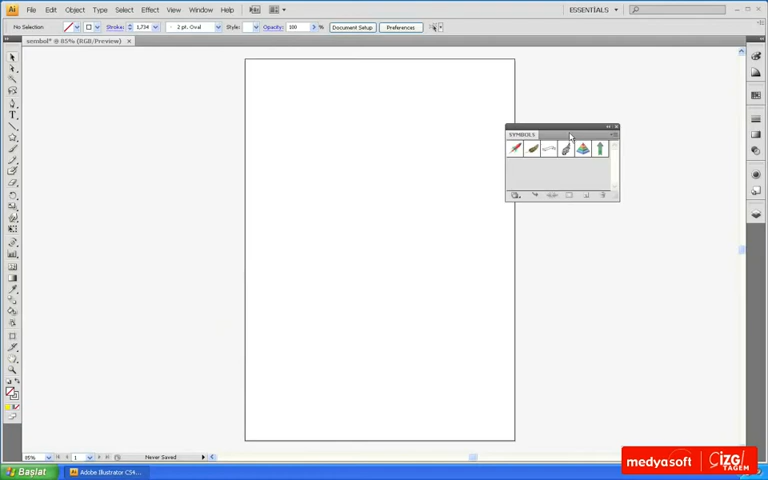 Ai File Edit Object Type Select Effect View Window Help ESSENTIALS
No Selection Stroke: 1,734 2 pt. Oval Style: Opacity: 100 % Document Setup Preferences
sembol* @ 85% (RGB/Preview)
SYMBOLS
85% 1 Never Saved
Başlat Adobe Illustrator CS4...
medyasoft ÇİZGİ TAGEM